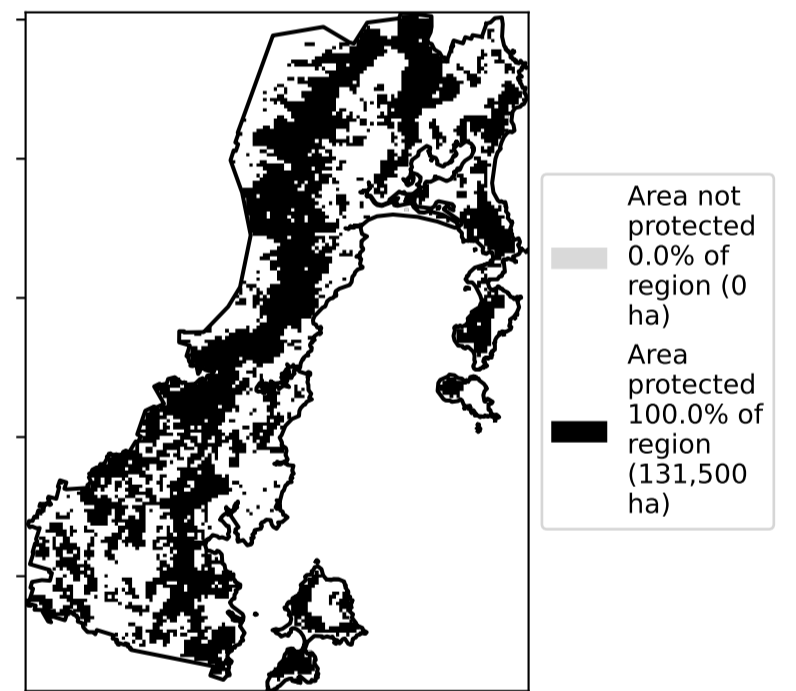 Area not
protected
0.0% of
region (0
ha)
Area
protected
100.0% of
region
(131,500
ha)